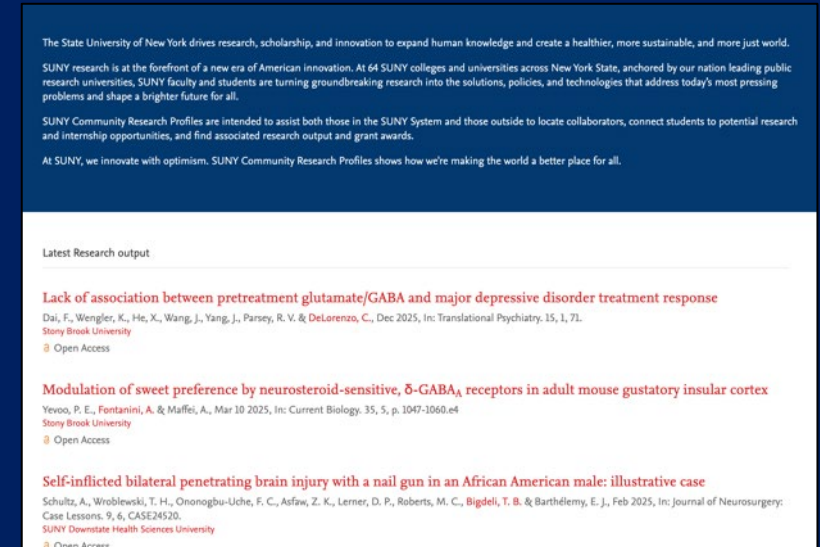 The State University of New York drives research, scholarship, and innovation to expand human knowledge and create a healthier, more sustainable, and more just world.
SUNY research is at the forefront of a new era of American innovation. At 64 SUNY colleges and universities across New York State, anchored by our nation leading public
research universities, SUNY faculty and students are turning groundbreaking research into the solutions, policies, and technologies that address today's most pressing
problems and shape a brighter future for all.
SUNY Community Research Profiles are intended to assist both those in the SUNY System and those outside to locate collaborators, connect students to potential research
and internship opportunities, and find associated research output and grant awards.
At SUNY, we innovate with optimism. SUNY Community Research Profiles shows how we're making the world a better place for all.
Latest Research output
Lack of association between pretreatment glutamate/GABA and major depressive disorder treatment response
Dai, F., Wengler, K., He, X., Wang, J., Yang, J., Parsey, R. V. & DeLorenzo, C., Dec 2025, In: Translational Psychiatry. 15, 1, 71.
Stony Brook University
Open Access
Modulation of sweet preference by neurosteroid-sensitive, δ-GABAA receptors in adult mouse gustatory insular cortex
Yevoo, P. E., Fontanini, A. & Maffei, A., Mar 10 2025, In: Current Biology. 35, 5, p. 1047-1060.e4
Stony Brook University
Open Access
Self-inflicted bilateral penetrating brain injury with a nail gun in an African American male: illustrative case
Schultz, A., Wroblewski, T. H., Ononogbu-Uche, F. C., Asfaw, Z. K., Lerner, D. P., Roberts, M. C., Bigdeli, T. B. & Barthélemy, E. J., Feb 2025, In: Journal of Neurosurgery:
Case Lessons. 9, 6, CASE24520.
SUNY Downstate Health Sciences University
Open Access